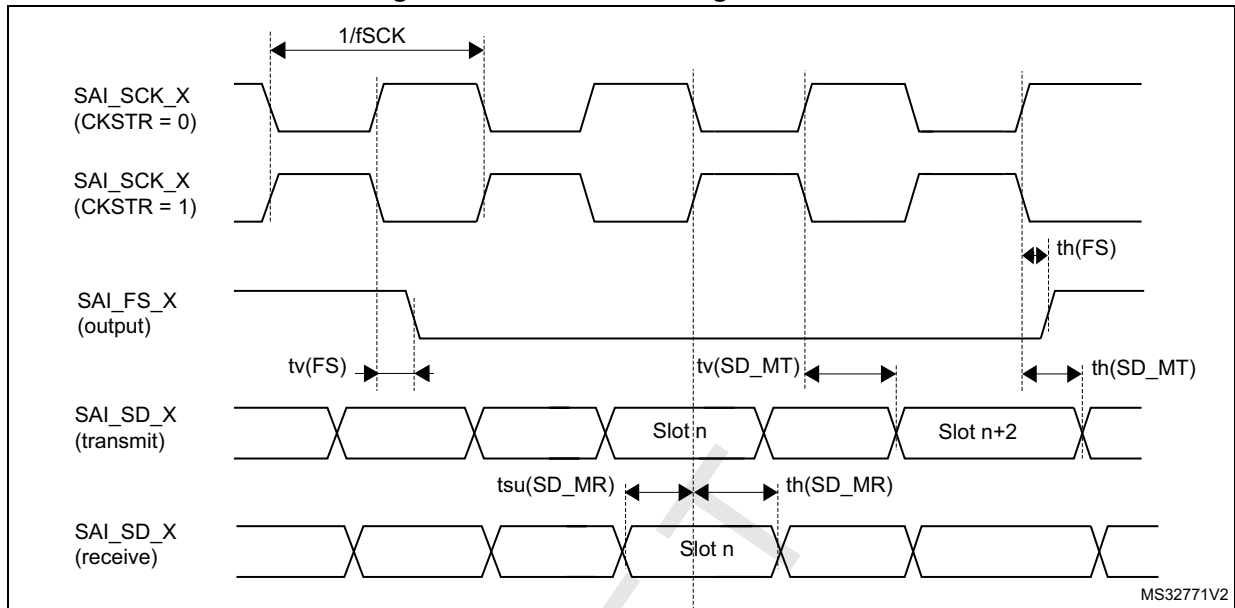 1/fSCK
SAI_SCK_X
(CKSTR = 0)
SAI_SCK_X
(CKSTR = 1)
th(FS)
SAI_FS_X
(output)
tv(FS)
tv(SD_MT)
th(SD_MT)
SAI_SD_X
(transmit)
Slot n
Slot n+2
tsu(SD_MR)
th(SD_MR)
SAI_SD_X
(receive)
Slot n
MS32771V2